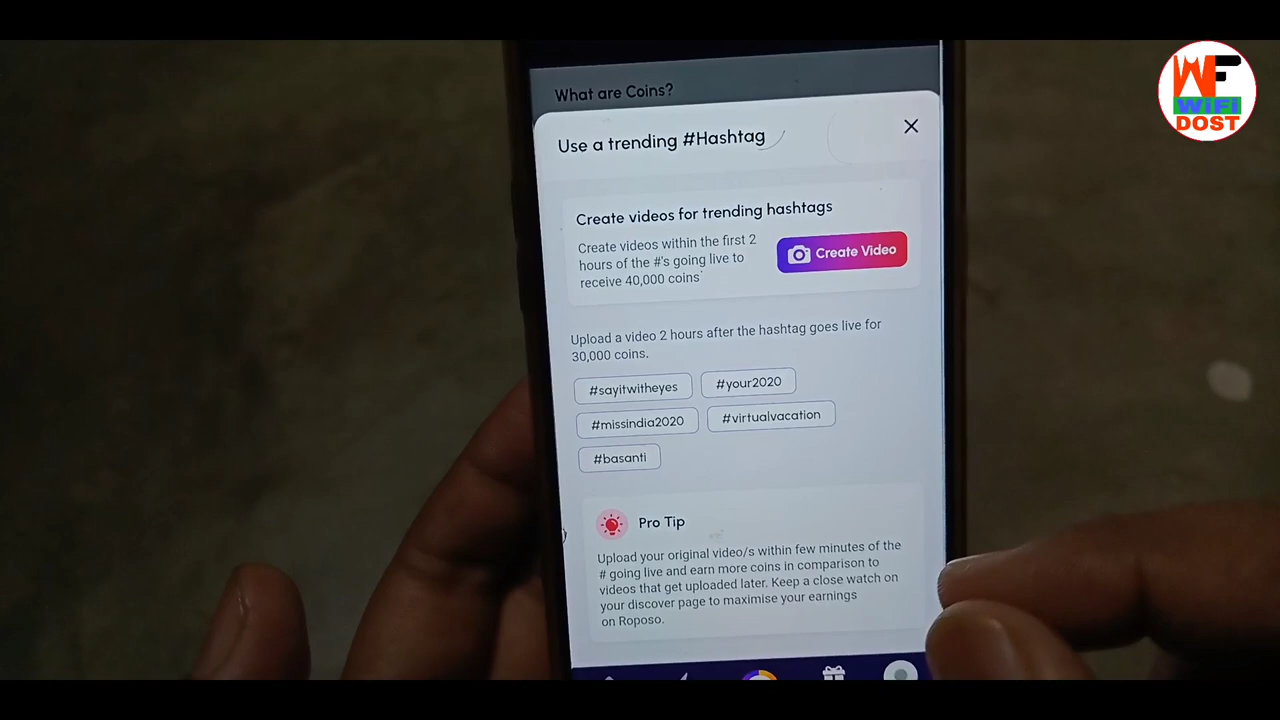 WF
WiFi
DOST
What are Coins?
Use a trending #Hashtag
Create videos for trending hashtags
Create videos within the first 2
hours of the #'s going live to
receive 40,000 coins
Create Video
Upload a video 2 hours after the hashtag goes live for
30,000 coins.
#sayitwitheyes
#your2020
#missindia2020
#virtualvacation
#basanti
Pro Tip
Upload your original video/s within few minutes of the
# going live and earn more coins in comparison to
videos that get uploaded later. Keep a close watch on
your discover page to maximise your earnings
on Roposo.